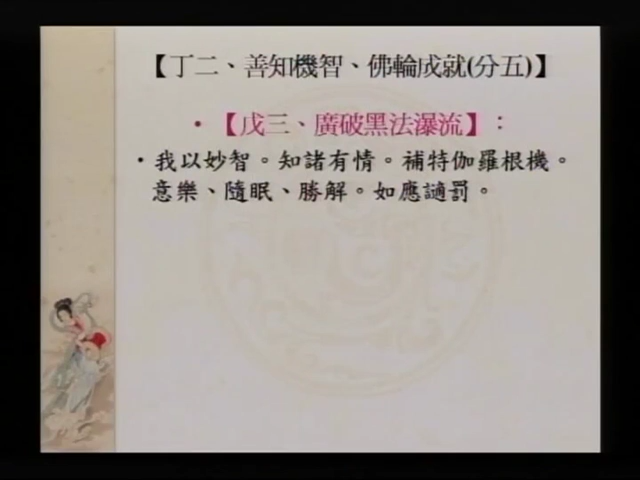 【丁二、善知機智、佛輪成就(分五)】
•【戊三、廣破黑法瀑流】：
•我以妙智。知諸有情。補特伽羅根機。
意樂、隨眠、勝解。如應讁罰。